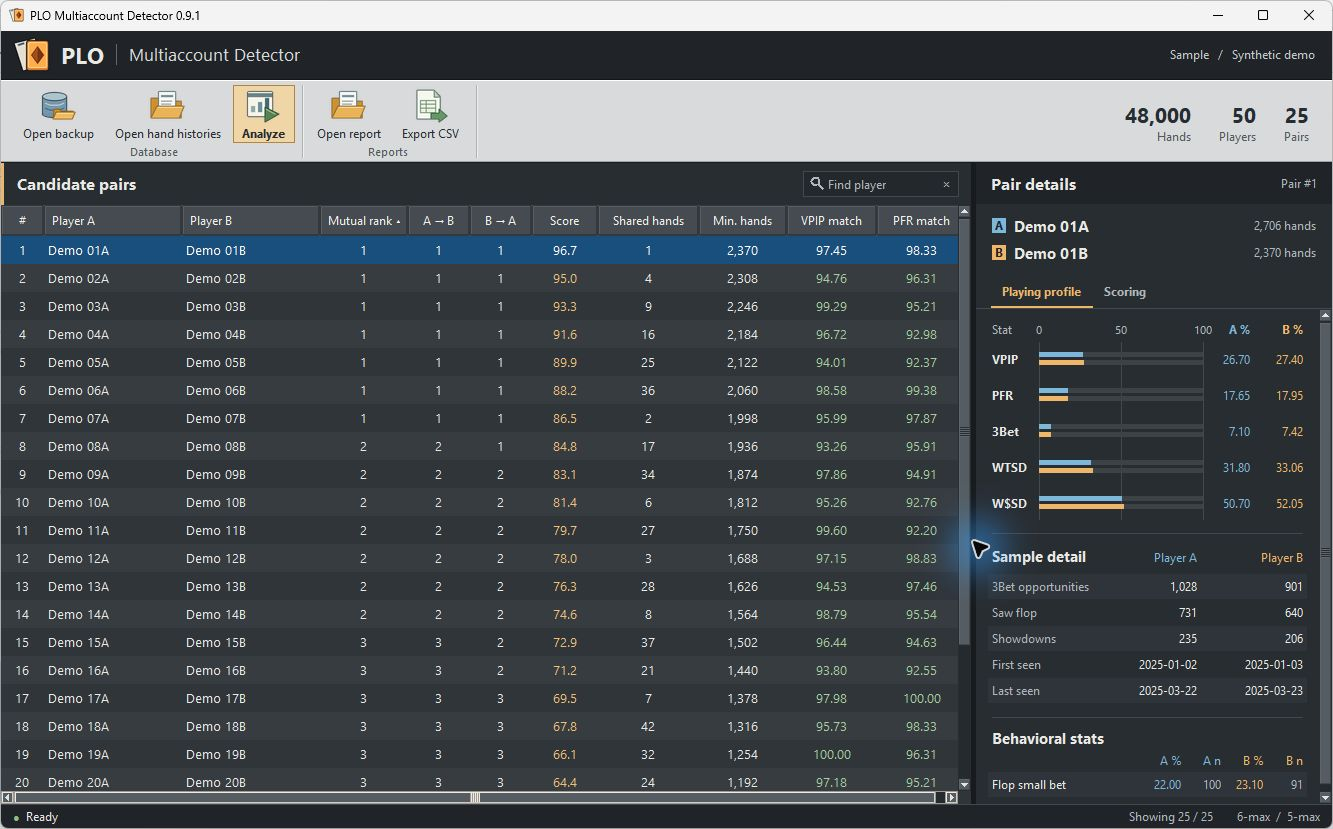 PLO Multiaccount Detector 0.9.1
PLO Multiaccount Detector
Sample / Synthetic demo
Open backup Open hand histories Analyze Open report Export CSV
Database Reports
48,000 50 25
Hands Players Pairs
Candidate pairs
Find player ×
# Player A Player B Mutual rank A → B B → A Score Shared hands Min. hands VPIP match PFR match
1 Demo 01A Demo 01B 1 1 1 96.7 1 2,370 97.45 98.33
2 Demo 02A Demo 02B 1 1 1 95.0 4 2,308 94.76 96.31
3 Demo 03A Demo 03B 1 1 1 93.3 9 2,246 99.29 95.21
4 Demo 04A Demo 04B 1 1 1 91.6 16 2,184 96.72 92.98
5 Demo 05A Demo 05B 1 1 1 89.9 25 2,122 94.01 92.37
6 Demo 06A Demo 06B 1 1 1 88.2 36 2,060 98.58 99.38
7 Demo 07A Demo 07B 1 1 1 86.5 2 1,998 95.99 97.87
8 Demo 08A Demo 08B 2 2 1 84.8 17 1,936 93.26 95.91
9 Demo 09A Demo 09B 2 2 2 83.1 34 1,874 97.86 94.91
10 Demo 10A Demo 10B 2 2 2 81.4 6 1,812 95.26 92.76
11 Demo 11A Demo 11B 2 2 2 79.7 27 1,750 99.60 92.20
12 Demo 12A Demo 12B 2 2 2 78.0 3 1,688 97.15 98.83
13 Demo 13A Demo 13B 2 2 2 76.3 28 1,626 94.53 97.46
14 Demo 14A Demo 14B 2 2 2 74.6 8 1,564 98.79 95.54
15 Demo 15A Demo 15B 3 3 2 72.9 37 1,502 96.44 94.63
16 Demo 16A Demo 16B 3 3 2 71.2 21 1,440 93.80 92.55
17 Demo 17A Demo 17B 3 3 3 69.5 7 1,378 97.98 100.00
18 Demo 18A Demo 18B 3 3 3 67.8 42 1,316 95.73 98.33
19 Demo 19A Demo 19B 3 3 3 66.1 32 1,254 100.00 96.31
20 Demo 20A Demo 20B 3 3 3 64.4 24 1,192 97.18 95.21
Pair details Pair #1
A Demo 01A 2,706 hands
B Demo 01B 2,370 hands
Playing profile Scoring
Stat 0 50 100 A % B %
VPIP 26.70 27.40
PFR 17.65 17.95
3Bet 7.10 7.42
WTSD 31.80 33.06
W$SD 50.70 52.05
Sample detail Player A Player B
3Bet opportunities 1,028 901
Saw flop 731 640
Showdowns 235 206
First seen 2025-01-02 2025-01-03
Last seen 2025-03-22 2025-03-23
Behavioral stats
A % A n B % B n
Flop small bet 22.00 100 23.10 91
Ready Showing 25 / 25 6-max / 5-max